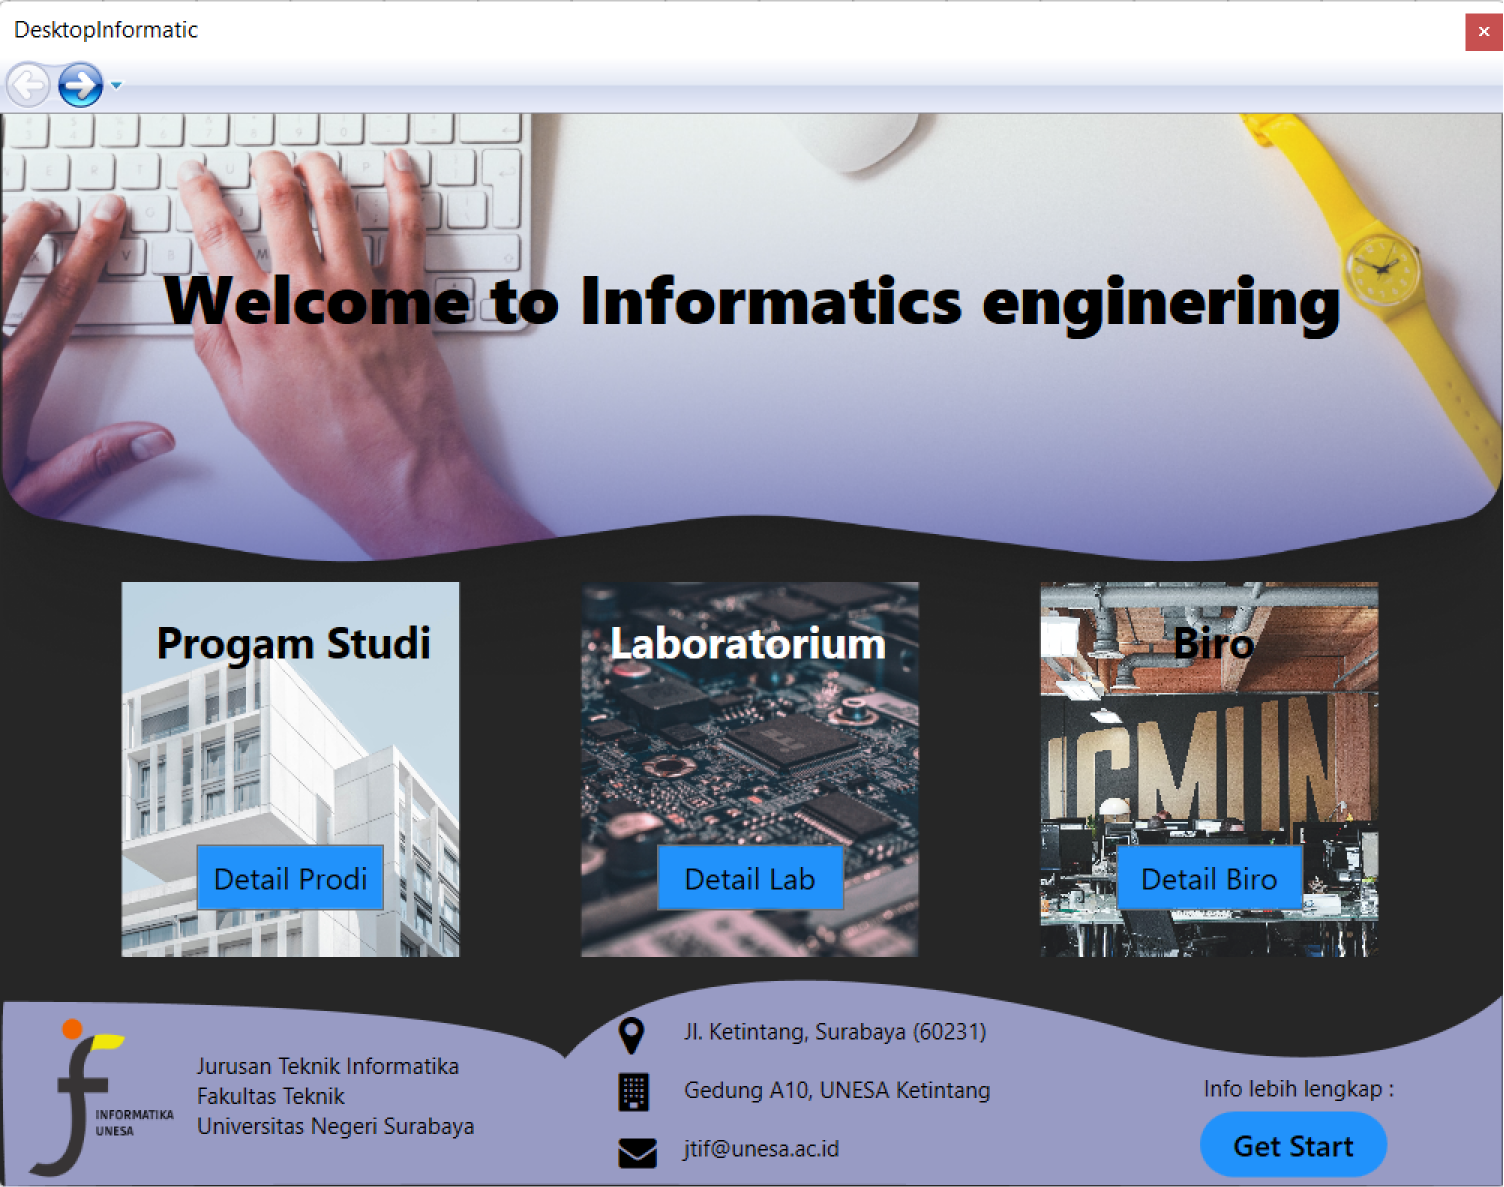 DesktopInformatic
Welcome to Informatics enginering
Progam Studi
Laboratorium
Biro
Detail Prodi
Detail Lab
Detail Biro
INFORMATIKA
UNESA
Jurusan Teknik Informatika
Fakultas Teknik
Universitas Negeri Surabaya
Jl. Ketintang, Surabaya (60231)
Gedung A10, UNESA Ketintang
jtif@unesa.ac.id
Info lebih lengkap :
Get Start